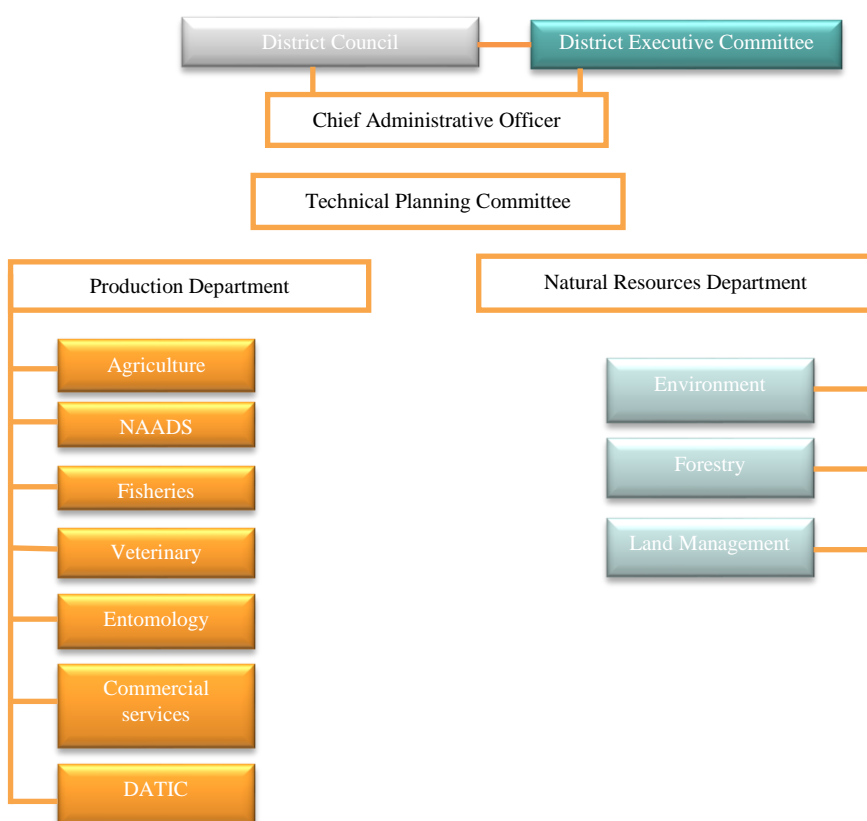 District Council
District Executive Committee
Chief Administrative Officer
Technical Planning Committee
Production Department
Natural Resources Department
Agriculture
NAADS
Fisheries
Veterinary
Entomology
Commercial
services
DATIC
Environment
Forestry
Land Management